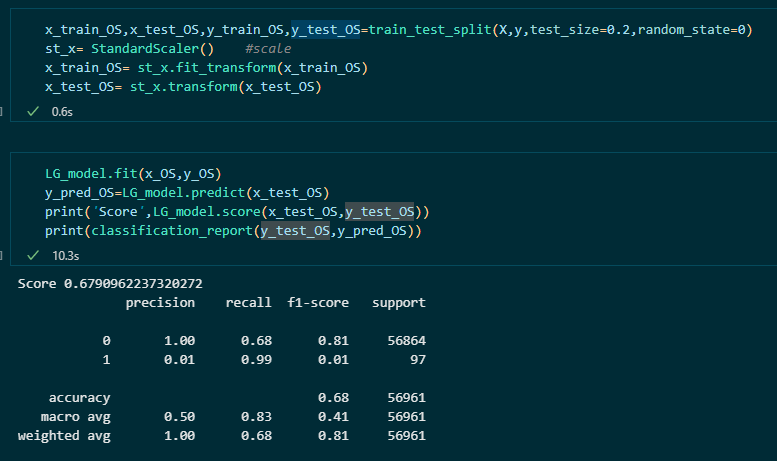 x_train_OS,x_test_OS,y_train_OS,y_test_OS=train_test_split(X,y,test_size=0.2,random_state=0)
st_x= StandardScaler()    #scale
x_train_OS= st_x.fit_transform(x_train_OS)
x_test_OS= st_x.transform(x_test_OS)
] ✓ 0.6s
LG_model.fit(x_OS,y_OS)
y_pred_OS=LG_model.predict(x_test_OS)
print('Score',LG_model.score(x_test_OS,y_test_OS))
print(classification_report(y_test_OS,y_pred_OS))
] ✓ 10.3s
Score 0.6790962237320272
precision    recall  f1-score   support
0       1.00      0.68      0.81     56864
1       0.01      0.99      0.01        97
accuracy                           0.68     56961
macro avg       0.50      0.83      0.41     56961
weighted avg       1.00      0.68      0.81     56961